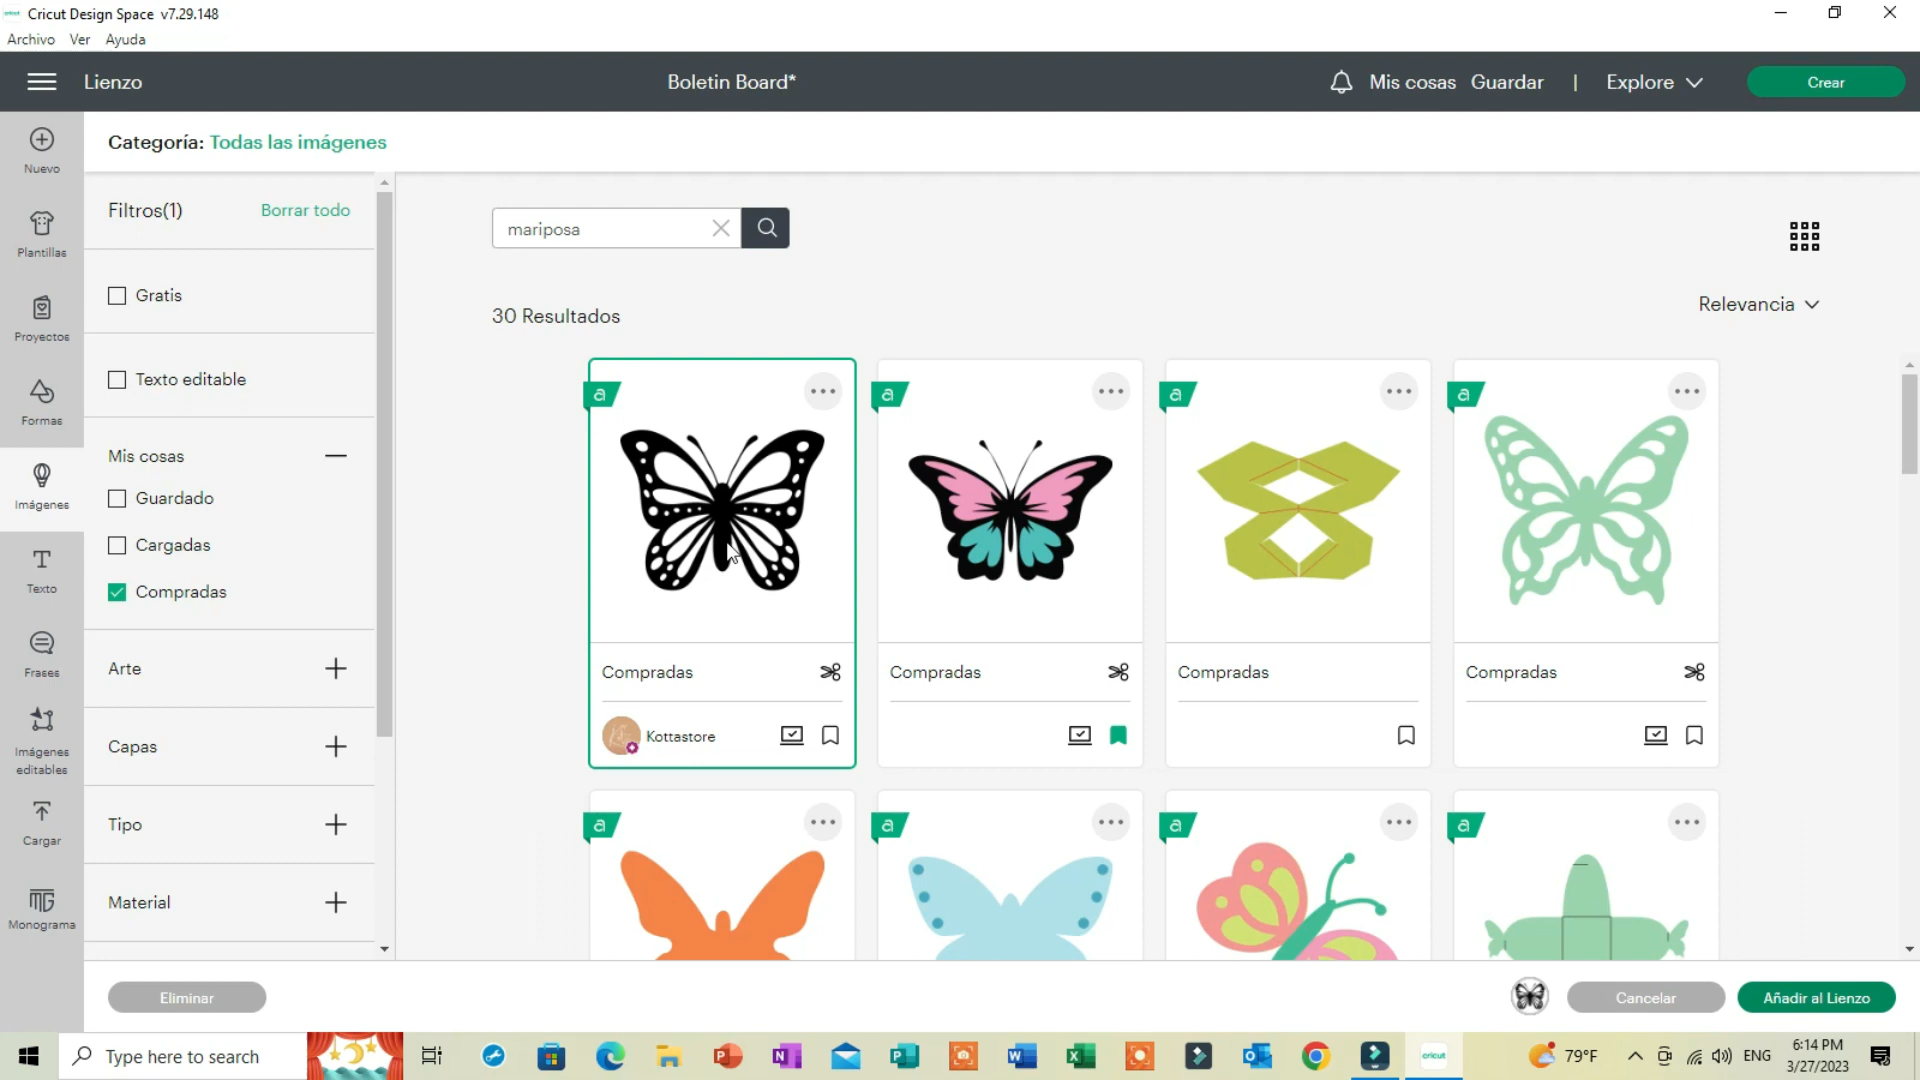 Cricut Design Space v7.29.148
Archivo Ver Ayuda
Lienzo
Boletin Board*
Mis cosas Guardar | Explore
Crear
Nuevo
Plantillas
Proyectos
Formas
Imágenes
Texto
Frases
Imágenes
editables
Cargar
Monograma
Categoría: Todas las imágenes
Filtros(1)
Borrar todo
Gratis
Texto editable
Mis cosas
Guardado
Cargadas
Compradas
Arte
Capas
Tipo
Material
mariposa
30 Resultados
Relevancia
a
a
a
a
Compradas
Compradas
Compradas
Compradas
Kottastore
a
a
a
a
Eliminar
Cancelar
Añadir al Lienzo
Type here to search
cricut
79°F
ENG
6:14 PM
3/27/2023